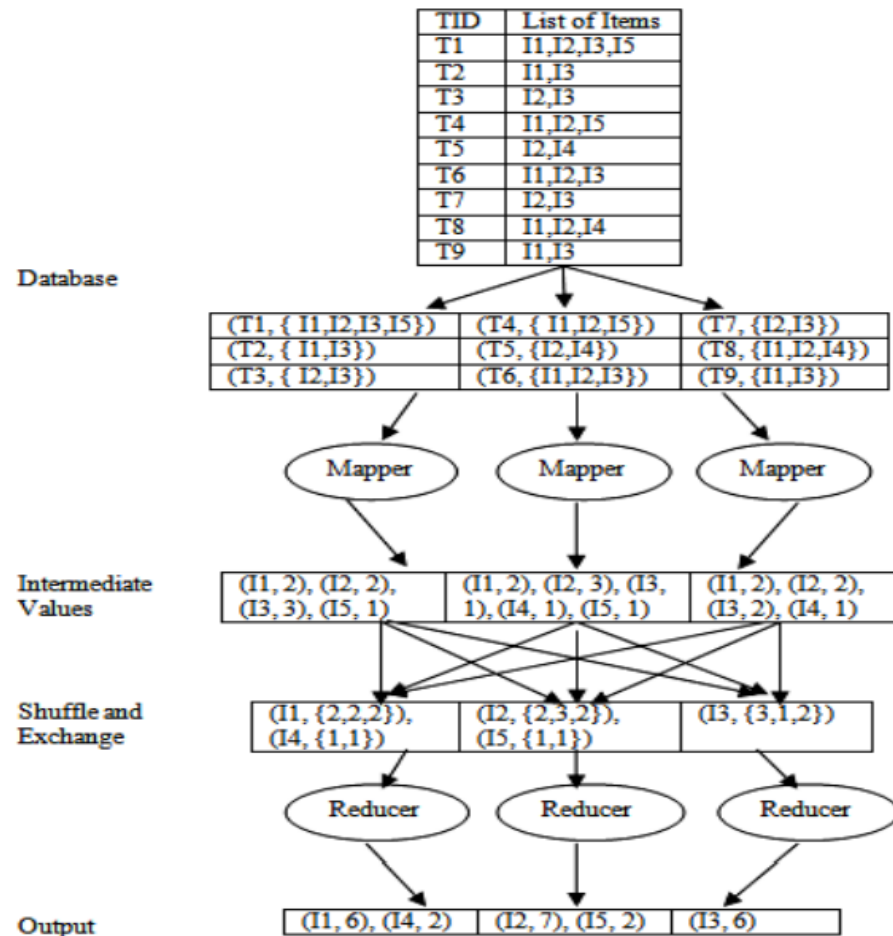 TID List of Items
T1 I1,I2,I3,I5
T2 I1,I3
T3 I2,I3
T4 I1,I2,I5
T5 I2,I4
T6 I1,I2,I3
T7 I2,I3
T8 I1,I2,I4
T9 I1,I3
Database
(T1, { I1,I2,I3,I5}) (T4, { I1,I2,I5}) (T7, {I2,I3})
(T2, { I1,I3}) (T5, {I2,I4}) (T8, {I1,I2,I4})
(T3, { I2,I3}) (T6, {I1,I2,I3}) (T9, {I1,I3})
Mapper Mapper Mapper
Intermediate Values
(I1, 2), (I2, 2), (I1, 2), (I2, 3), (I3, (I1, 2), (I2, 2),
(I3, 3), (I5, 1) 1), (I4, 1), (I5, 1) (I3, 2), (I4, 1)
Shuffle and Exchange
(I1, {2,2,2}), (I2, {2,3,2}), (I3, {3,1,2})
(I4, {1,1}) (I5, {1,1})
Reducer Reducer Reducer
Output (I1, 6), (I4, 2) (I2, 7), (I5, 2) (I3, 6)